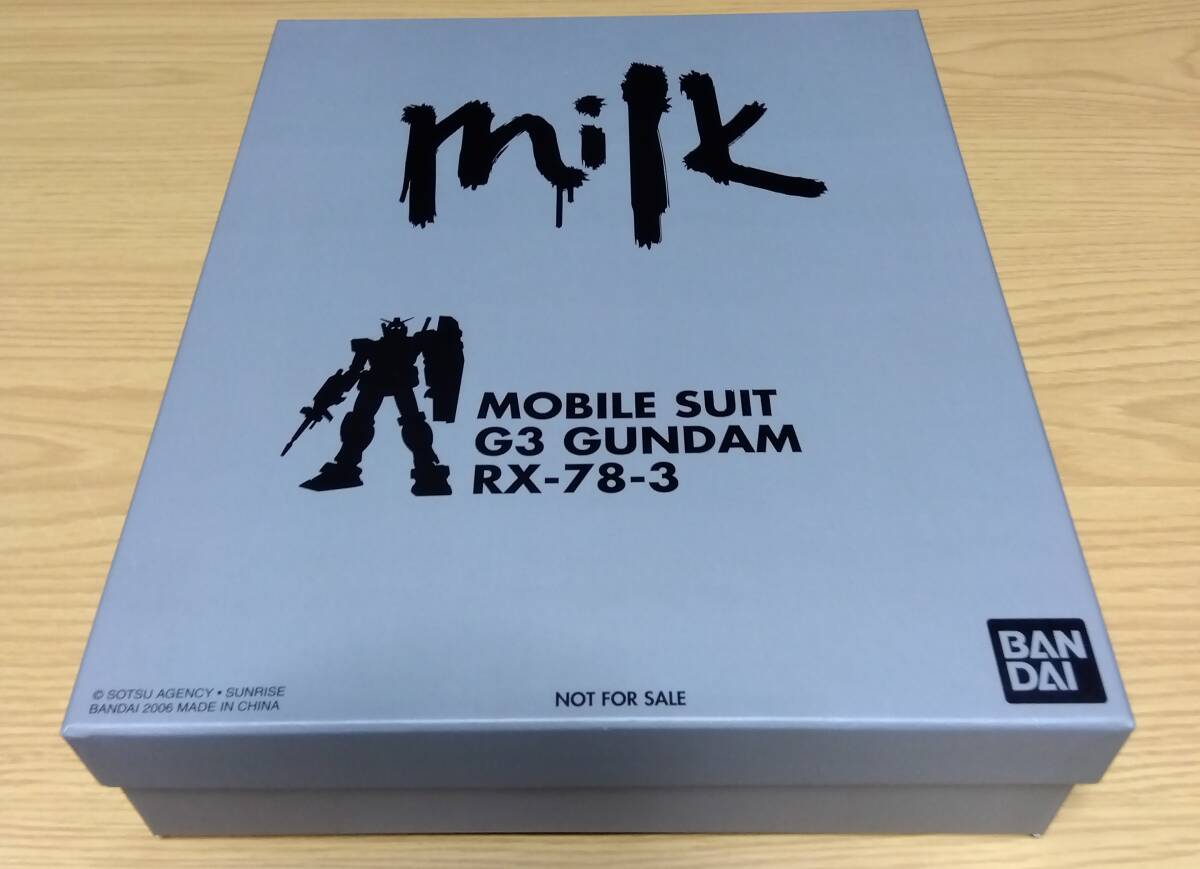 milk
MOBILE SUIT
G3 GUNDAM
RX-78-3
BAN
DAI
© SOTSU AGENCY • SUNRISE
BANDAI 2006 MADE IN CHINA
NOT FOR SALE